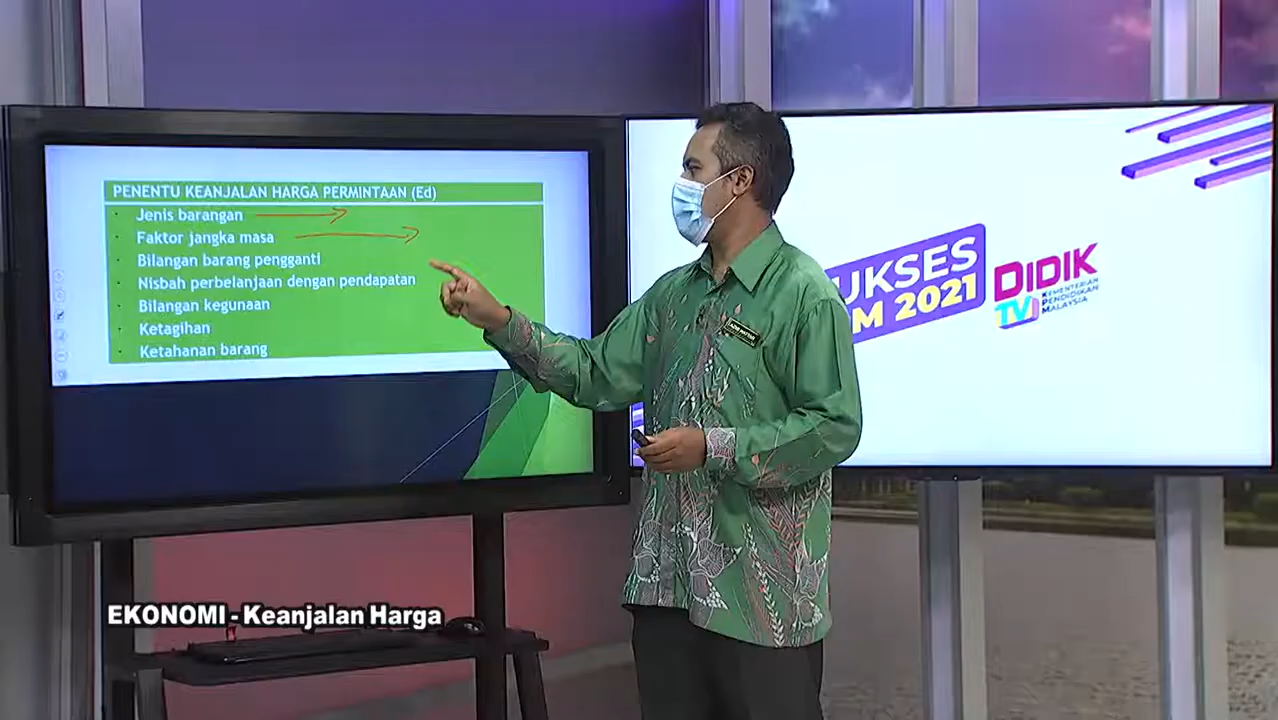 PENENTU KEANJALAN HARGA PERMINTAAN (Ed)
Jenis barangan
Faktor jangka masa
Bilangan barang pengganti
Nisbah perbelanjaan dengan pendapatan
Bilangan kegunaan
Ketagihan
Ketahanan barang
UKSES
M 2021
DIDIK
TV
KEMENTERIAN
PENDIDIKAN
MALAYSIA
EKONOMI - Keanjalan Harga